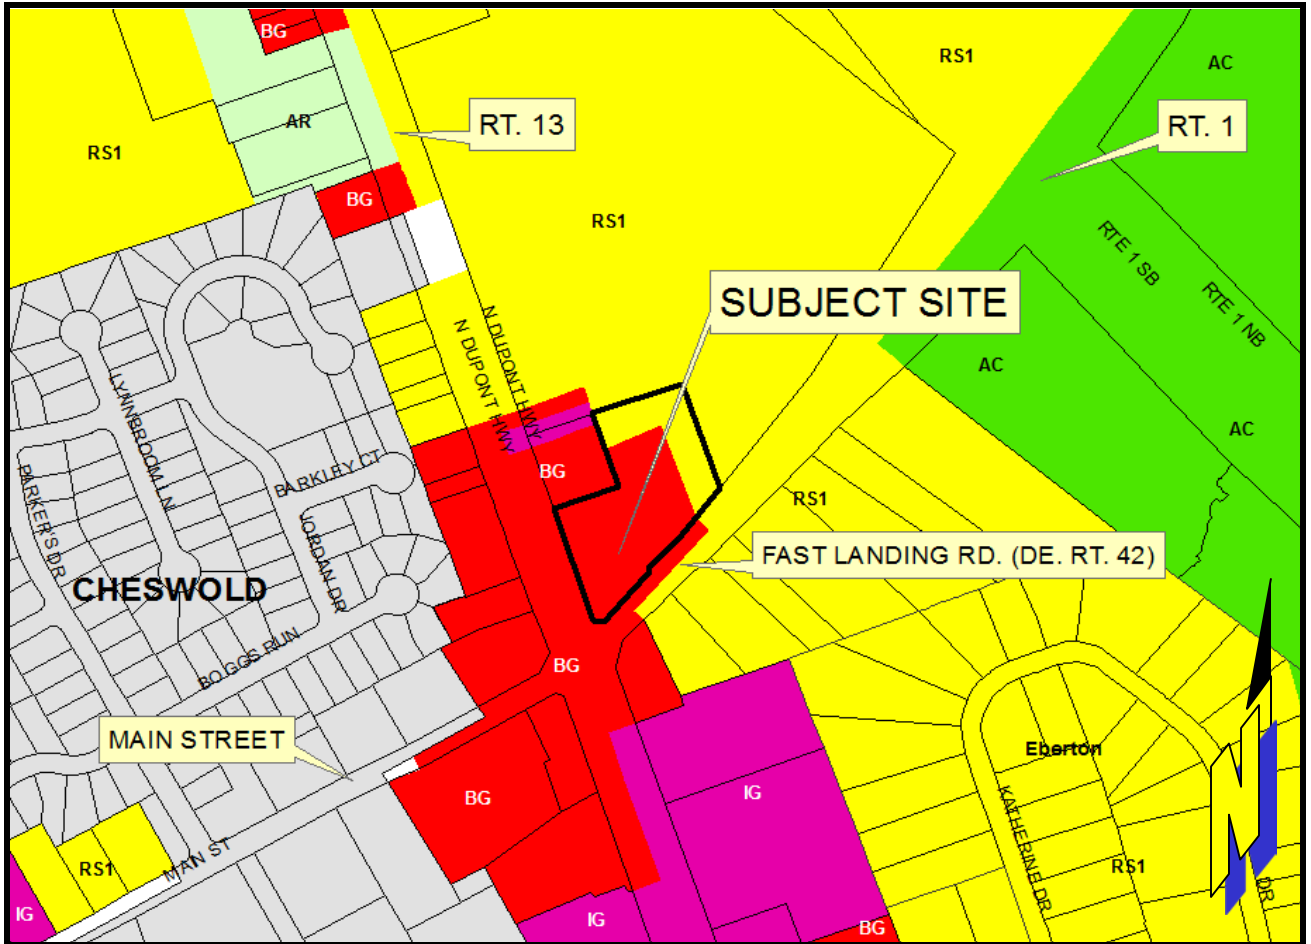 BG
RS1
AC
RT. 13
RT. 1
AR
RS1
BG
RS1
RTE 1 SB
RTE 1 NB
SUBJECT SITE
N DUPONT HWY
N DUPONT HWY
AC
LYNNBROOM LN
AC
BARKLEY CT
BG
RS1
PARKER'S DR
JORDAN DR
FAST LANDING RD. (DE. RT. 42)
CHESWOLD
BOGGS RUN
BG
MAIN STREET
Eberton
BG
IG
KATHERINE DR
N
MAIN ST
RS1
RS1
DR
IG
IG
BG